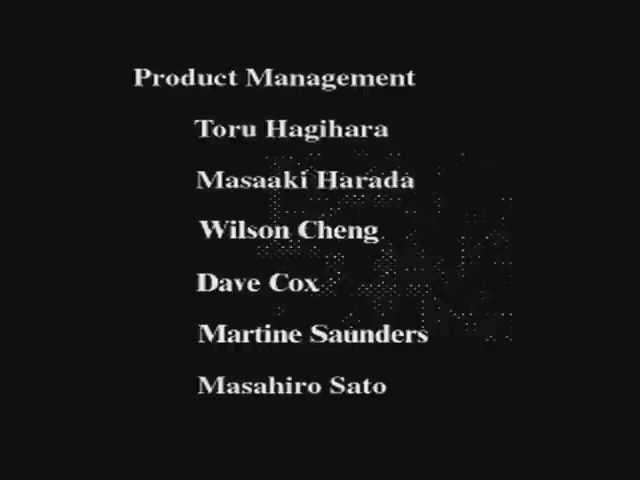 Product Management
Toru Hagihara
Masaaki Harada
Wilson Cheng
Dave Cox
Martine Saunders
Masahiro Sato